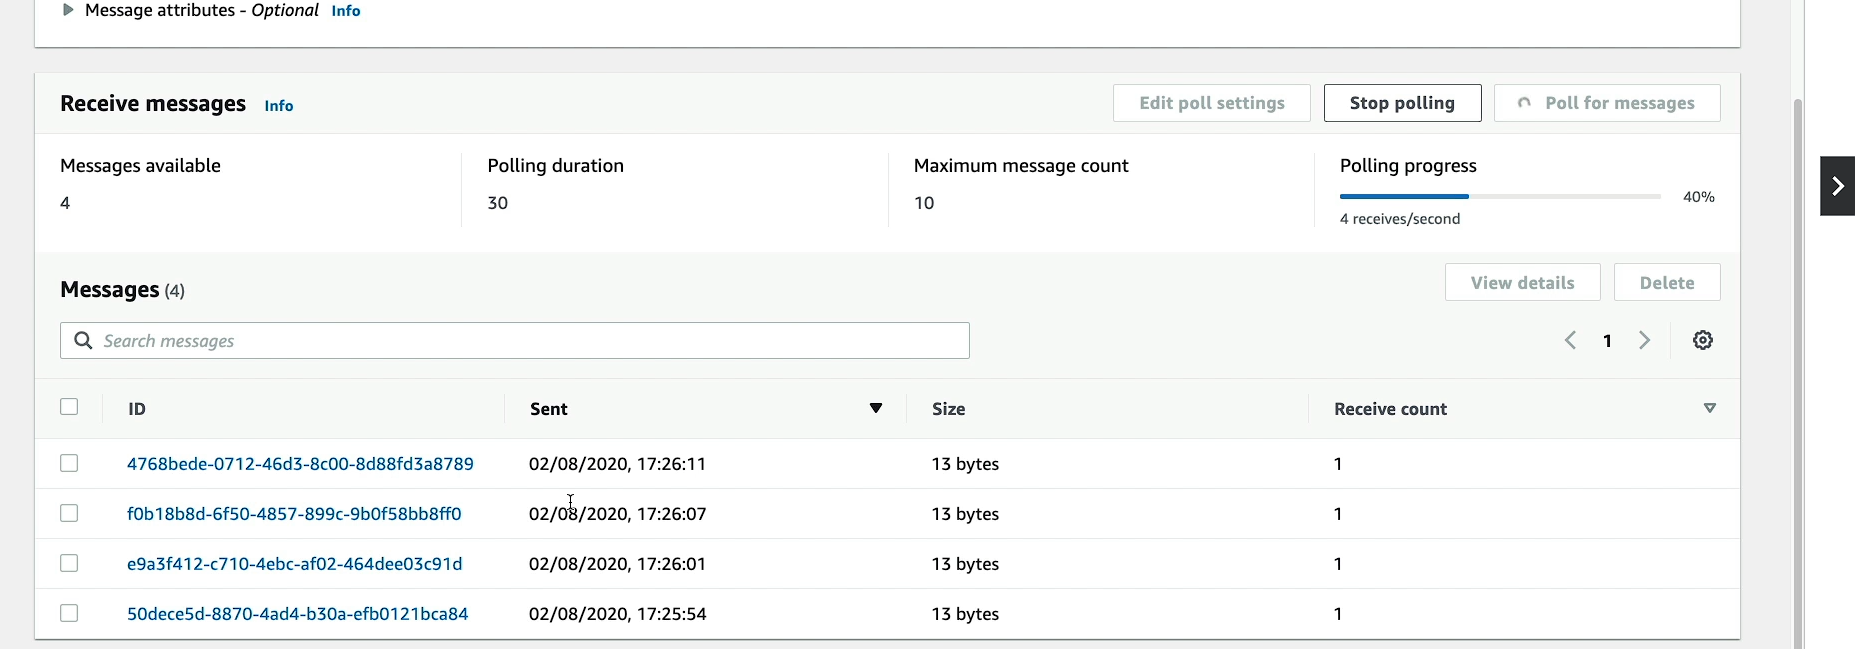 Message attributes - Optional Info
Receive messages Info Edit poll settings Stop polling Poll for messages
Messages available Polling duration Maximum message count Polling progress
4 30 10 40%
4 receives/second
Messages (4) View details Delete
Search messages 1
ID Sent Size Receive count
4768bede-0712-46d3-8c00-8d88fd3a8789 02/08/2020, 17:26:11 13 bytes 1
f0b18b8d-6f50-4857-899c-9b0f58bb8ff0 02/08/2020, 17:26:07 13 bytes 1
e9a3f412-c710-4ebc-af02-464dee03c91d 02/08/2020, 17:26:01 13 bytes 1
50dece5d-8870-4ad4-b30a-efb0121bca84 02/08/2020, 17:25:54 13 bytes 1